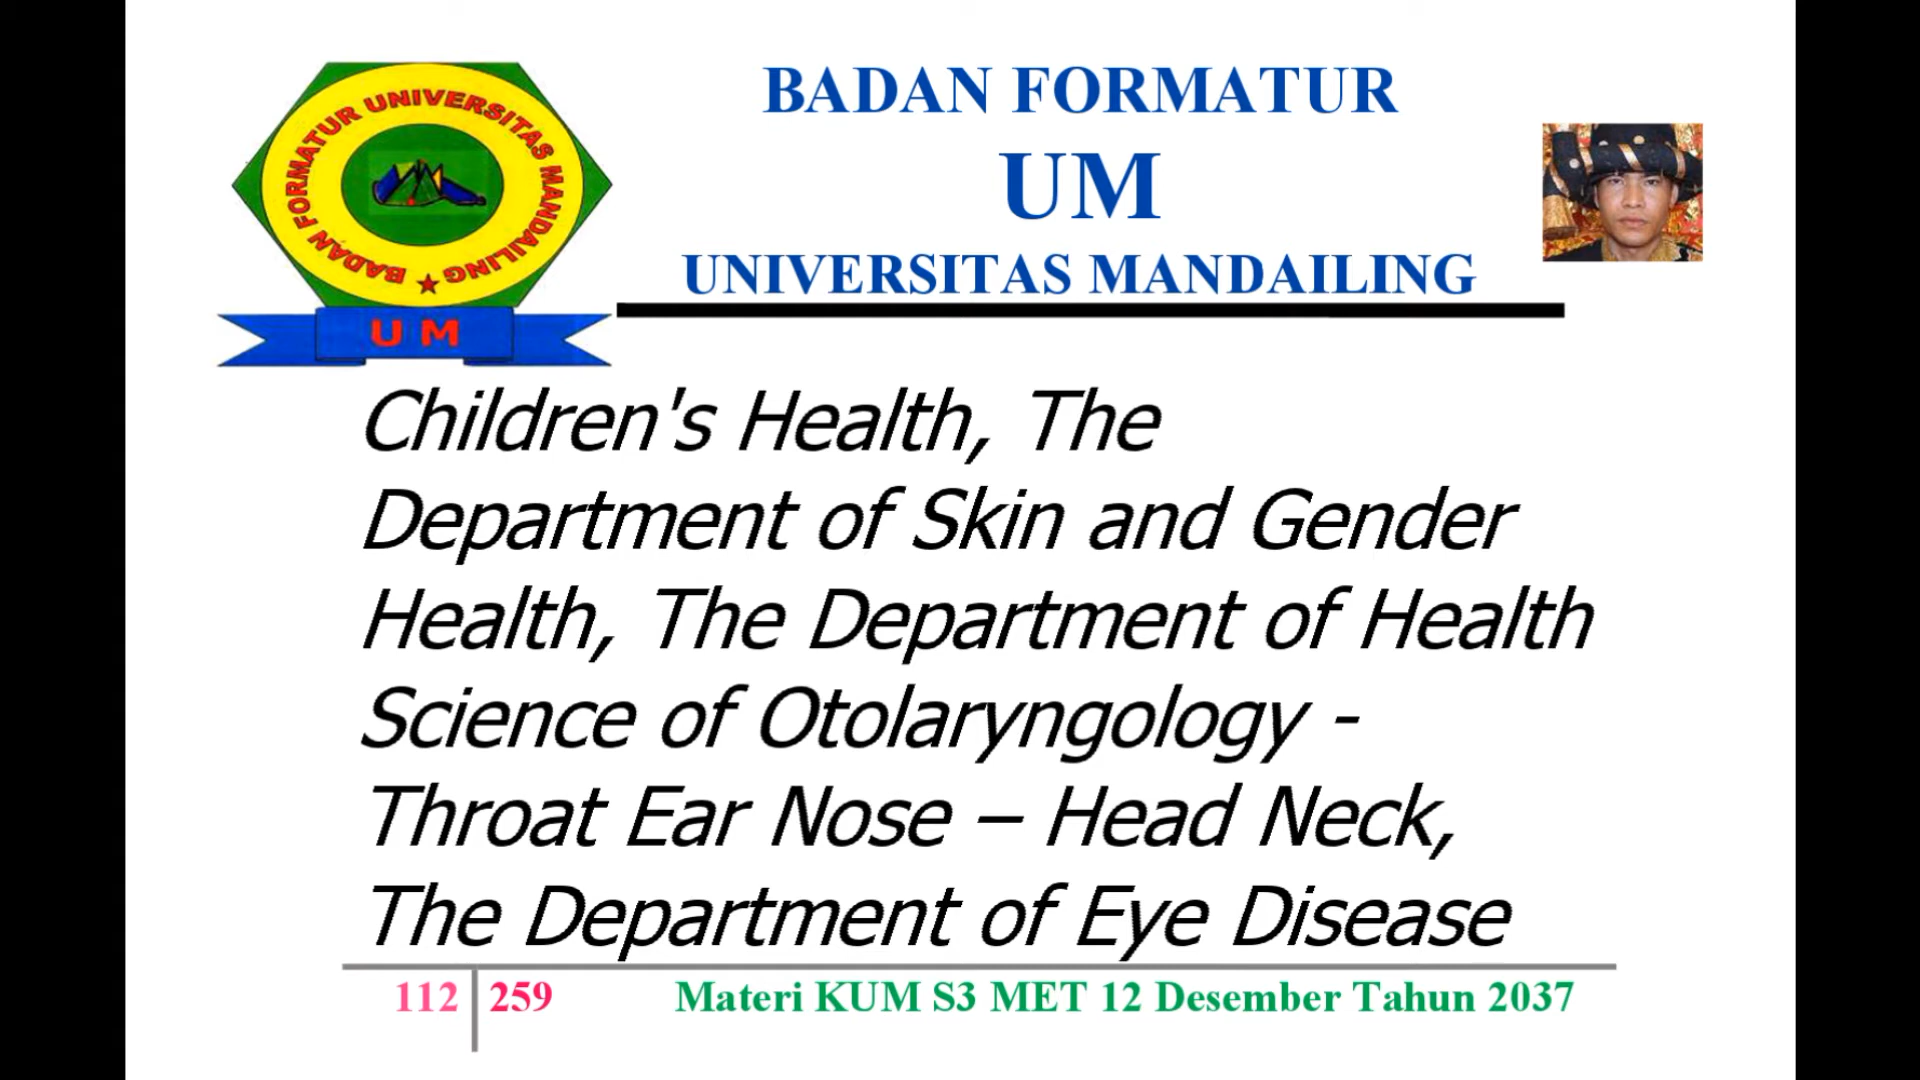 BADAN FORMATUR UNIVERSITAS MANDAILING
U M
BADAN FORMATUR
UM
UNIVERSITAS MANDAILING
Children's Health, The
Department of Skin and Gender
Health, The Department of Health
Science of Otolaryngology -
Throat Ear Nose – Head Neck,
The Department of Eye Disease
112 259 Materi KUM S3 MET 12 Desember Tahun 2037